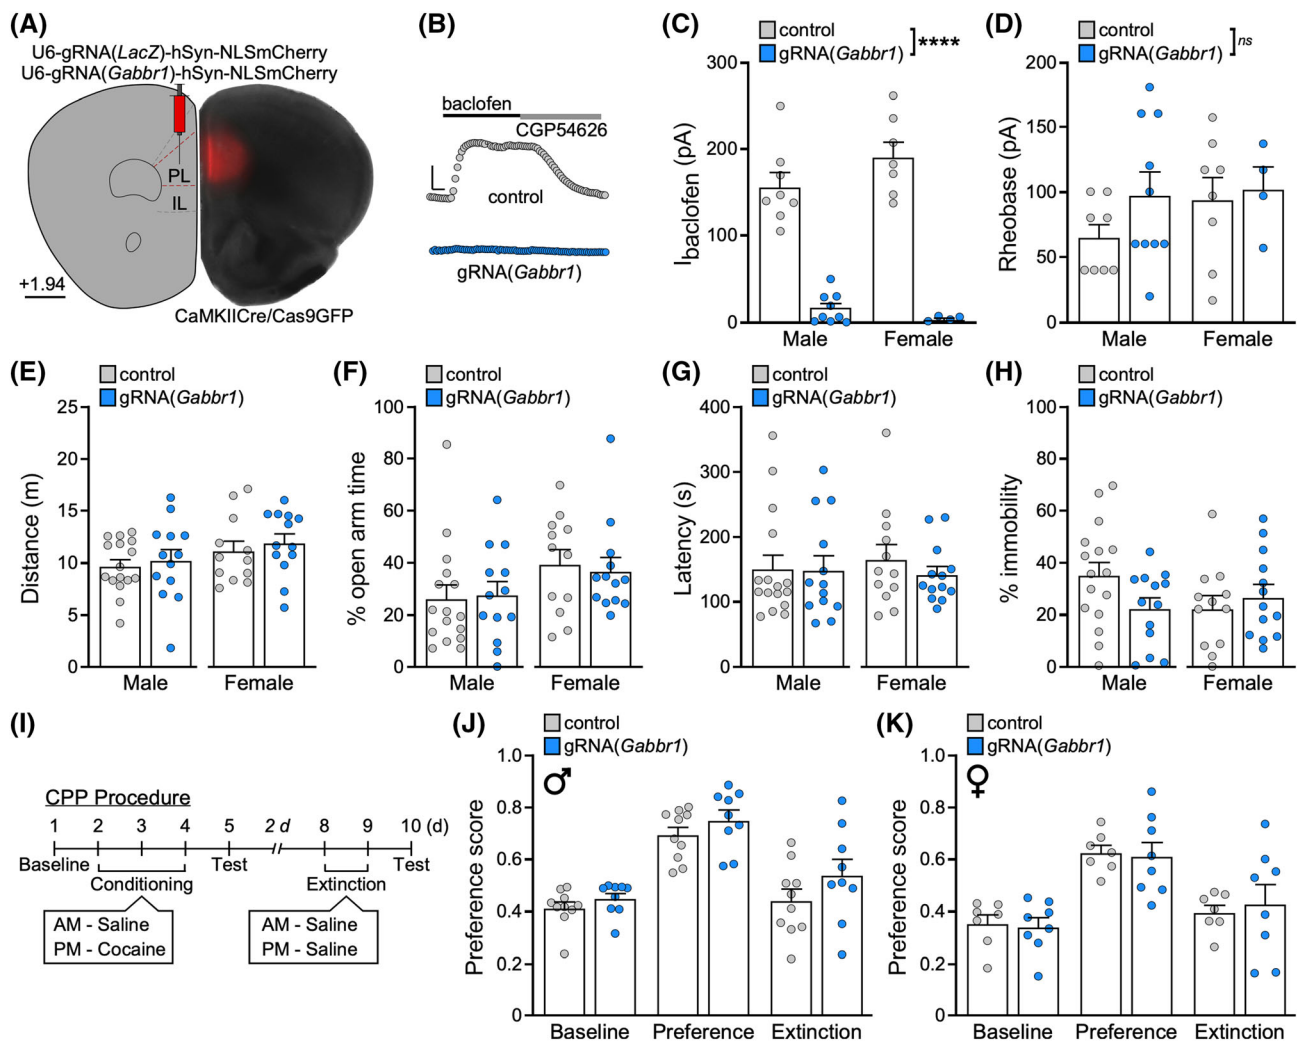 (A)
U6-gRNA(LacZ)-hSyn-NLSmCherry
U6-gRNA(Gabbr1)-hSyn-NLSmCherry
PL
IL
+1.94
CaMKIICre/Cas9GFP
(B)
baclofen
CGP54626
control
gRNA(Gabbr1)
(C)
control
gRNA(Gabbr1)
****
Ibaclofen (pA)
300
200
100
0
Male
Female
(D)
control
gRNA(Gabbr1)
ns
Rheobase (pA)
200
150
100
50
0
Male
Female
(E)
control
gRNA(Gabbr1)
Distance (m)
25
20
15
10
5
0
Male
Female
(F)
control
gRNA(Gabbr1)
% open arm time
100
80
60
40
20
0
Male
Female
(G)
control
gRNA(Gabbr1)
Latency (s)
400
300
200
100
0
Male
Female
(H)
control
gRNA(Gabbr1)
% immobility
100
80
60
40
20
0
Male
Female
(I)
CPP Procedure
1 2 3 4 5 2 d 8 9 10 (d)
Baseline Test Test
Conditioning Extinction
AM - Saline
PM - Cocaine
AM - Saline
PM - Saline
(J)
control
gRNA(Gabbr1)
♂
Preference score
1.0
0.8
0.6
0.4
0.2
0
Baseline
Preference
Extinction
(K)
control
gRNA(Gabbr1)
♀
Preference score
1.0
0.8
0.6
0.4
0.2
0
Baseline
Preference
Extinction